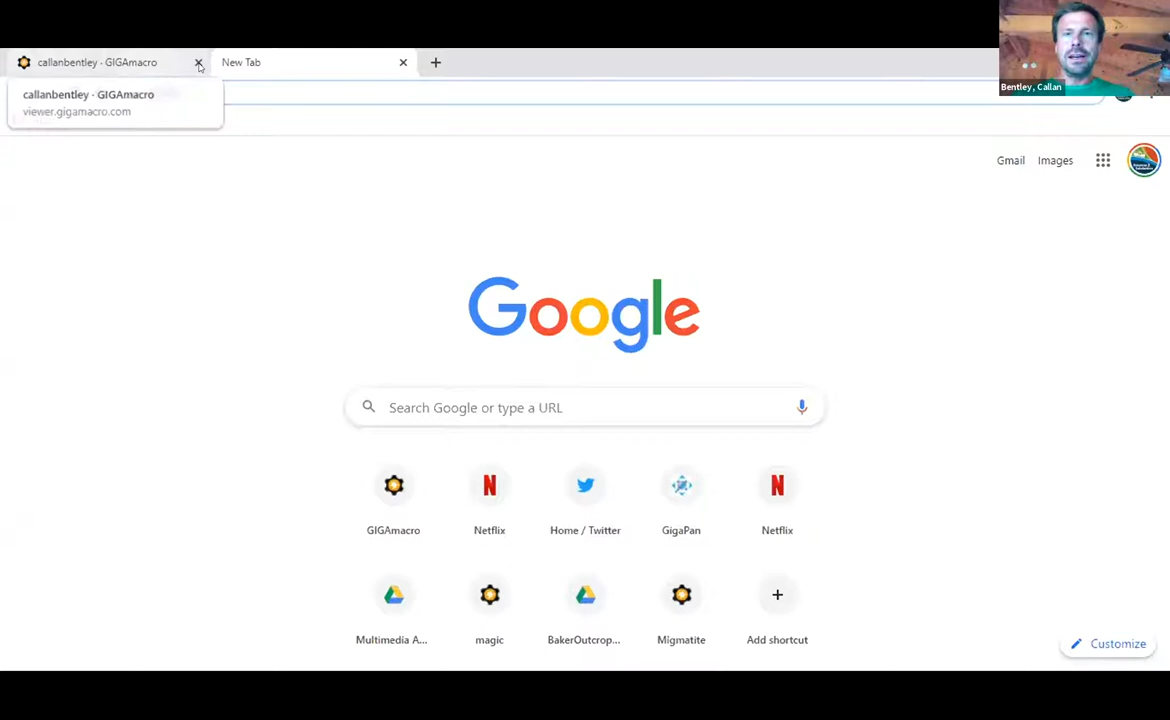 callanbentley · GIGAmacro
New Tab
Bentley, Callan
callanbentley · GIGAmacro
viewer.gigamacro.com
Gmail
Images
Google
Search Google or type a URL
GIGAmacro
Netflix
Home / Twitter
GigaPan
Netflix
Multimedia A...
magic
BakerOutcrop...
Migmatite
Add shortcut
Customize